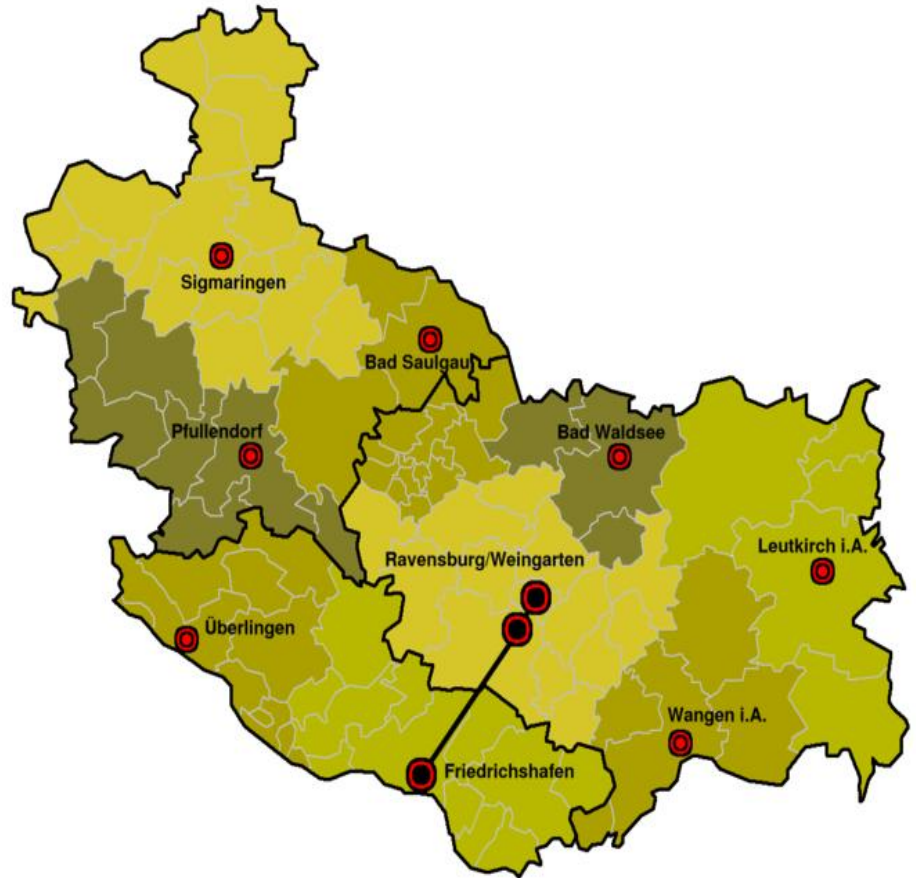 Sigmaringen
Bad Saulgau
Pfullendorf
Bad Waldsee
Ravensburg/Weingarten
Leutkirch i.A.
Überlingen
Wangen i.A.
Friedrichshafen